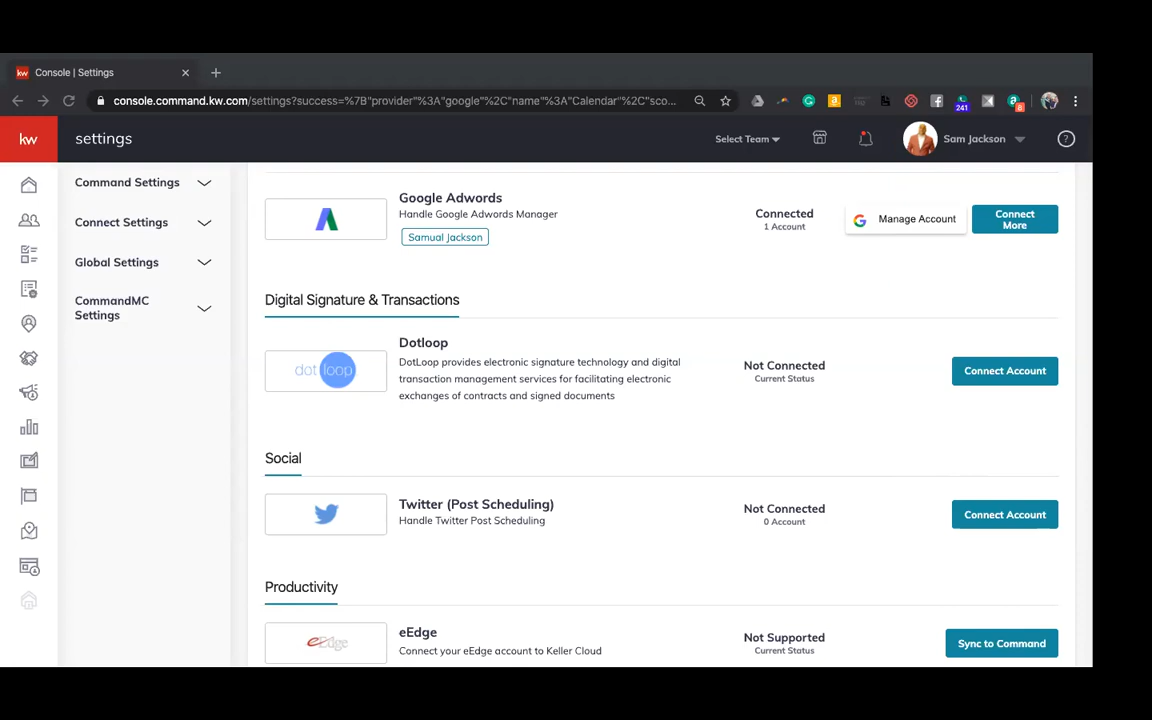 Console | Settings
console.command.kw.com/settings?success=%7B"provider"%3A"google"%2C"name"%3A"Calendar"%2C"sco...
241
8
kw
settings
Select Team
Sam Jackson
?
Command Settings
Connect Settings
Global Settings
CommandMC
Settings
Google Adwords
Handle Google Adwords Manager
Samual Jackson
Connected
1 Account
Manage Account
Connect
More
Digital Signature & Transactions
dotloop
Dotloop
DotLoop provides electronic signature technology and digital
transaction management services for facilitating electronic
exchanges of contracts and signed documents
Not Connected
Current Status
Connect Account
Social
Twitter (Post Scheduling)
Handle Twitter Post Scheduling
Not Connected
0 Account
Connect Account
Productivity
eEdge
eEdge
Connect your eEdge account to Keller Cloud
Not Supported
Current Status
Sync to Command